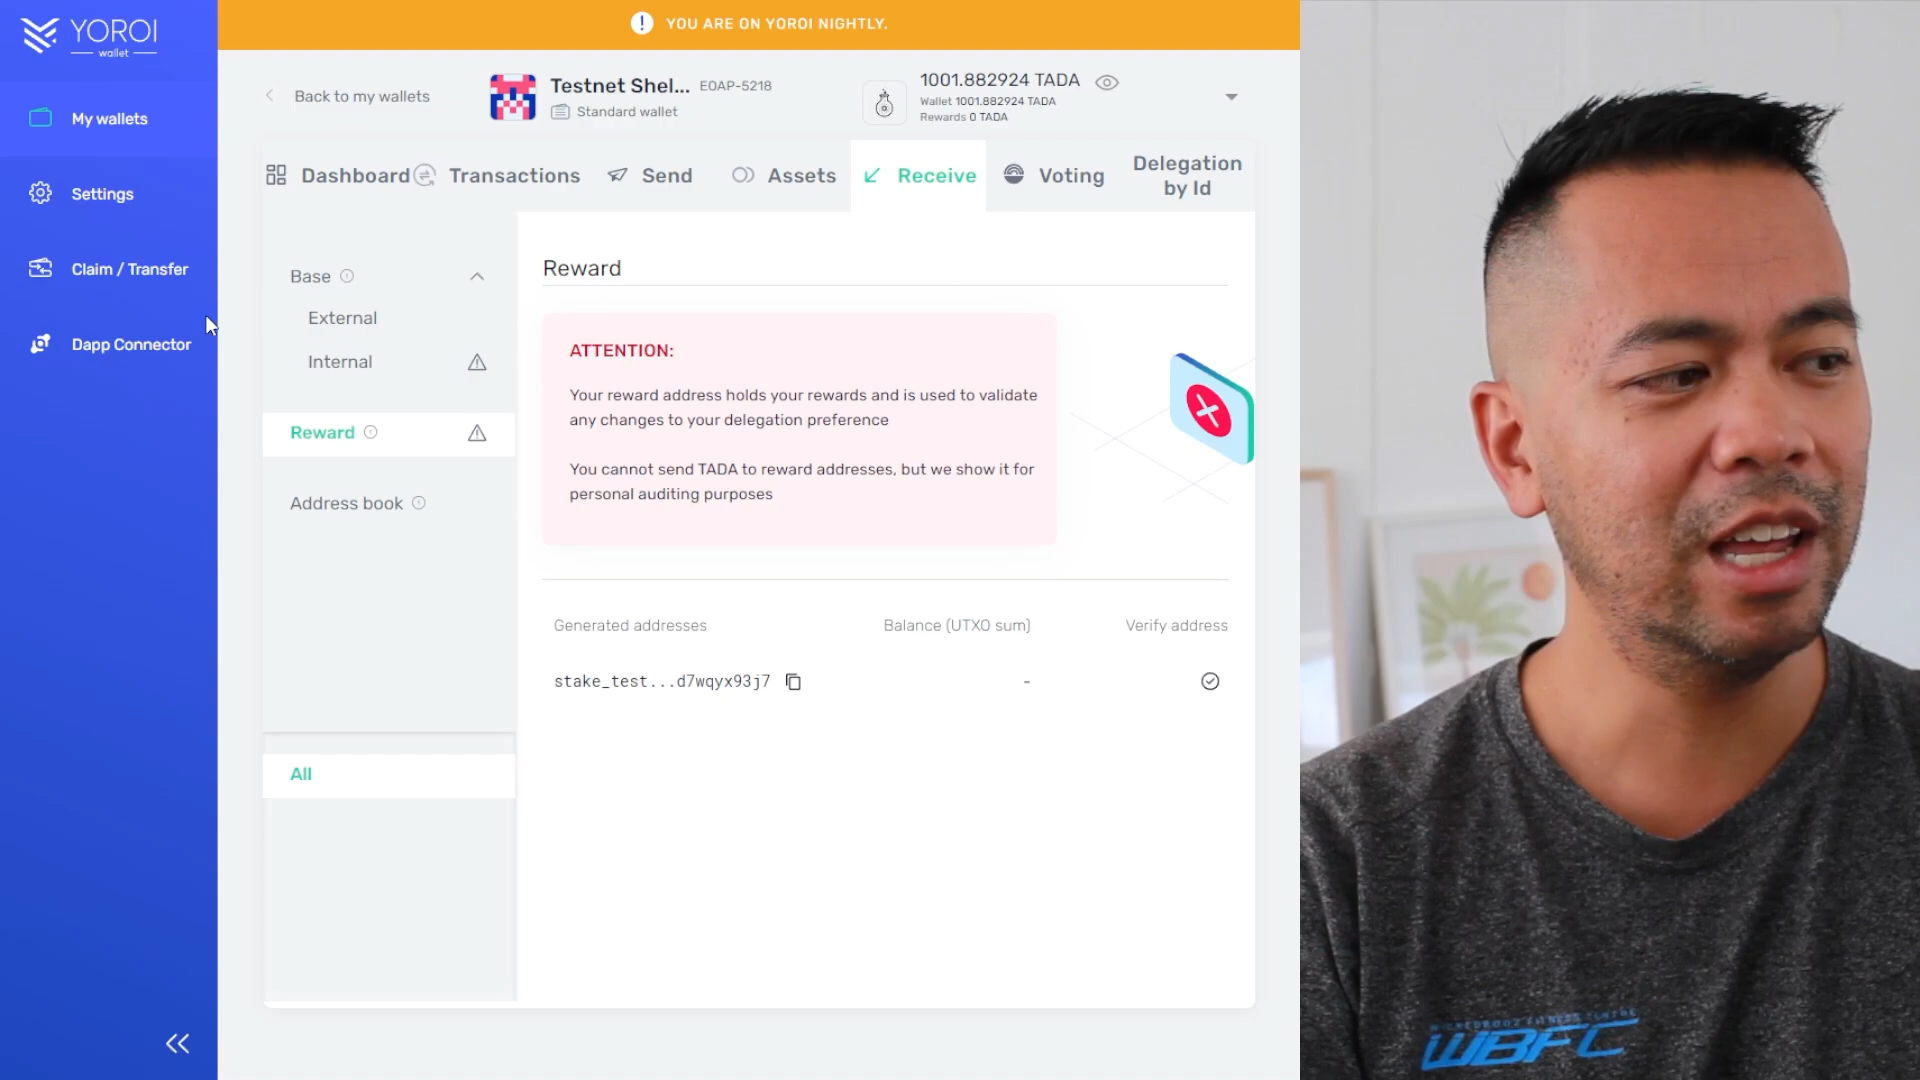 YOROI
wallet
My wallets
Settings
Claim / Transfer
Dapp Connector
YOU ARE ON YOROI NIGHTLY.
Back to my wallets
Testnet Shel... EOAP-5218
Standard wallet
1001.882924 TADA
Wallet 1001.882924 TADA
Rewards 0 TADA
Dashboard
Transactions
Send
Assets
Receive
Voting
Delegation
by Id
Base
External
Internal
Reward
Address book
All
Reward
ATTENTION:
Your reward address holds your rewards and is used to validate
any changes to your delegation preference
You cannot send TADA to reward addresses, but we show it for
personal auditing purposes
Generated addresses Balance (UTXO sum) Verify address
stake_test...d7wqyx93j7 -
WBFC